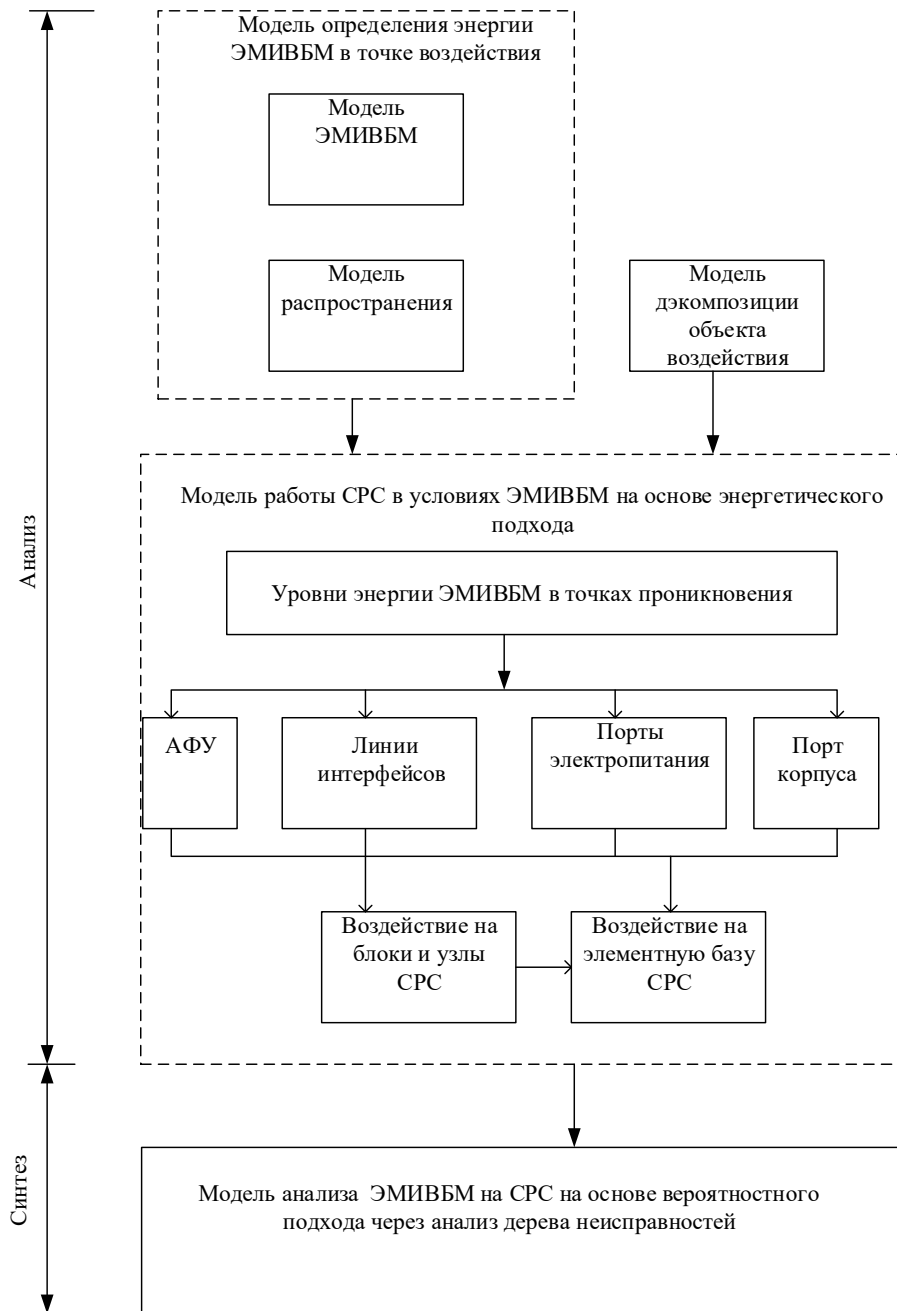 Модель определения энергии
ЭМИВБМ в точке воздействия
Модель
ЭМИВБМ
Модель
распространения
Модель
дэкомпозиции
объекта
воздействия
Анализ
Модель работы СРС в условиях ЭМИВБМ на основе энергетического
подхода
Уровни энергии ЭМИВБМ в точках проникновения
АФУ
Линии
интерфейсов
Порты
электропитания
Порт
корпуса
Воздействие на
блоки и узлы
СРС
Воздействие на
элементную базу
СРС
Синтез
Модель анализа ЭМИВБМ на СРС на основе вероятностного
подхода через анализ дерева неисправностей